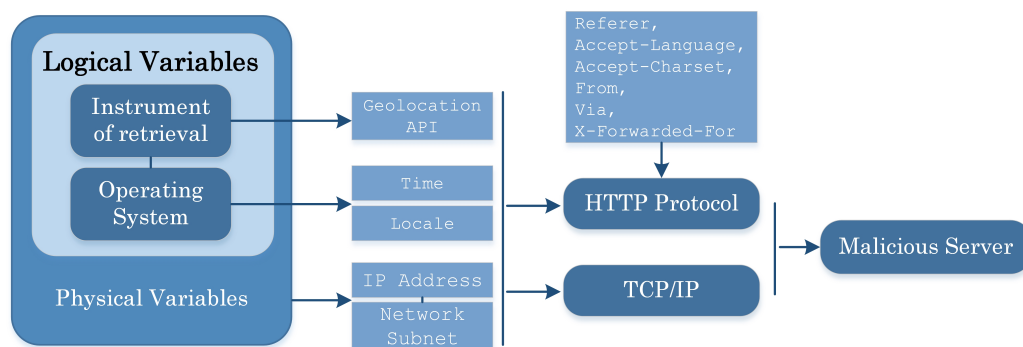 Logical Variables
Instrument
of retrieval
Operating
System
Physical Variables
Geolocation
API
Time
Locale
IP Address
Network
Subnet
Referer,
Accept-Language,
Accept-Charset,
From,
Via,
X-Forwarded-For
HTTP Protocol
TCP/IP
Malicious Server